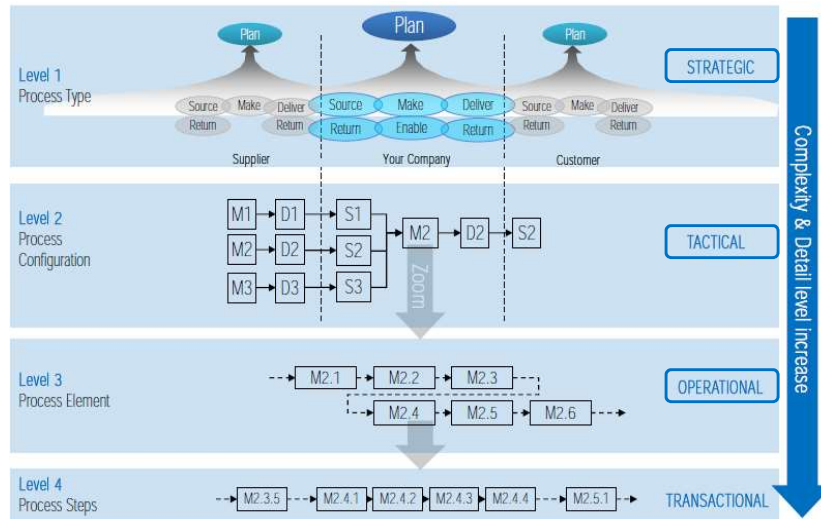 Plan
Plan
Plan
Level 1
Process Type
STRATEGIC
Source Make Deliver Source Make Deliver Source Make Deliver
Return Return Return Enable Return Return Return
Supplier Your Company Customer
Level 2
Process
Configuration
M1 D1 S1
M2 D2 S2 M2 D2 S2
M3 D3 S3
TACTICAL
Zoom
Level 3
Process Element
M2.1 M2.2 M2.3
M2.4 M2.5 M2.6
OPERATIONAL
Level 4
Process Steps
M2.3.5 M2.4.1 M2.4.2 M2.4.3 M2.4.4 M2.5.1
TRANSACTIONAL
Complexity & Detail level increase